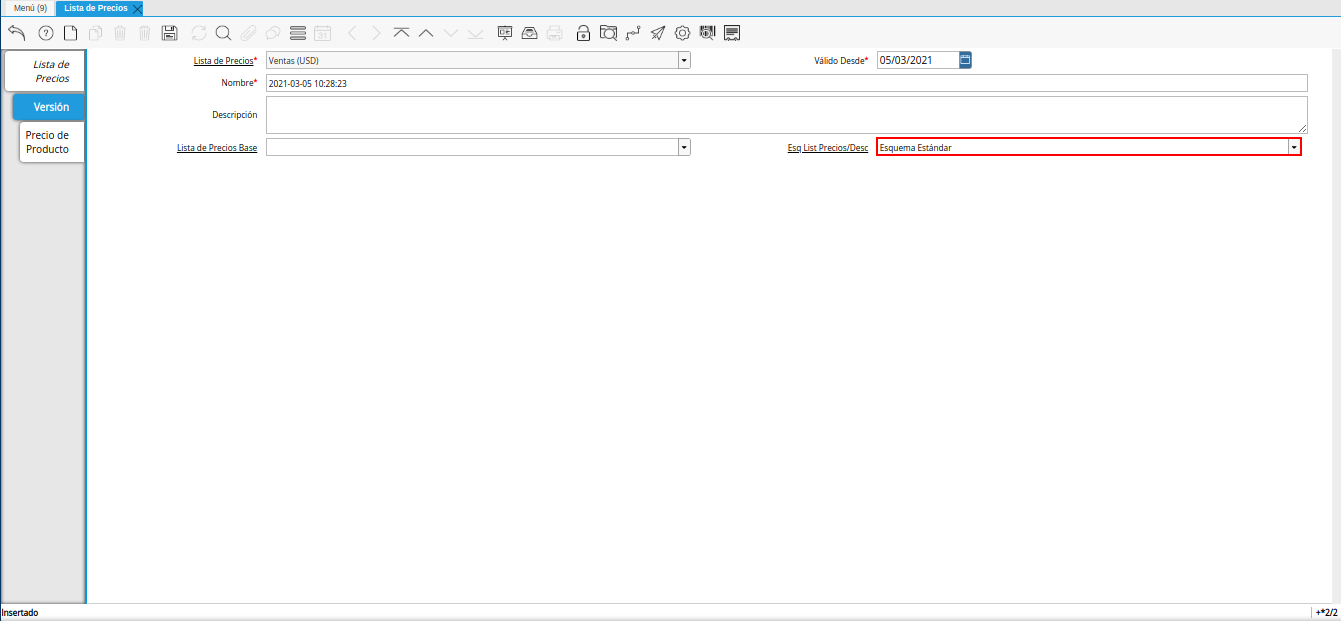 Menú (9)
Lista de Precios
Lista de
Precios
Versión
Precio de
Producto
Lista de Precios* Ventas (USD) Válido Desde* 05/03/2021
Nombre* 2021-03-05 10:28:23
Descripción
Lista de Precios Base Esq List Precios/Desc Esquema Estándar
Insertado +*2/2